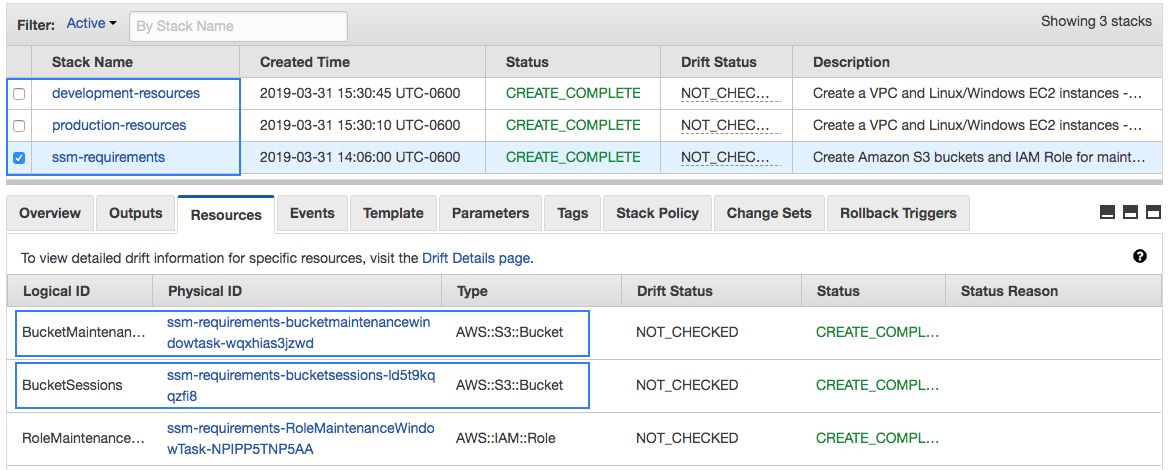 Filter: Active By Stack Name Showing 3 stacks
Stack Name Created Time Status Drift Status Description
development-resources 2019-03-31 15:30:45 UTC-0600 CREATE_COMPLETE NOT_CHEC... Create a VPC and Linux/Windows EC2 instances -...
production-resources 2019-03-31 15:30:10 UTC-0600 CREATE_COMPLETE NOT_CHEC... Create a VPC and Linux/Windows EC2 instances -...
ssm-requirements 2019-03-31 14:06:00 UTC-0600 CREATE_COMPLETE NOT_CHEC... Create Amazon S3 buckets and IAM Role for maint...
Overview Outputs Resources Events Template Parameters Tags Stack Policy Change Sets Rollback Triggers
To view detailed drift information for specific resources, visit the Drift Details page. ?
Logical ID Physical ID Type Drift Status Status Status Reason
BucketMaintenan... ssm-requirements-bucketmaintenancewin AWS::S3::Bucket NOT_CHECKED CREATE_COMPL...
dowtask-wqxhias3jzwd
BucketSessions ssm-requirements-bucketsessions-ld5t9kq AWS::S3::Bucket NOT_CHECKED CREATE_COMPL...
qzfi8
RoleMaintenance... ssm-requirements-RoleMaintenanceWindo AWS::IAM::Role NOT_CHECKED CREATE_COMPL...
wTask-NPIPP5TNP5AA